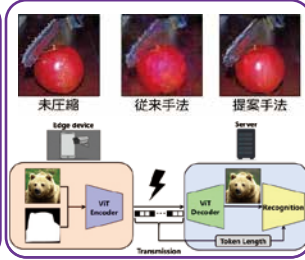 未圧縮 従来手法 提案手法
Edge device Server
ViT Encoder
ViT Decoder
Recognition
Token Length
Transmission